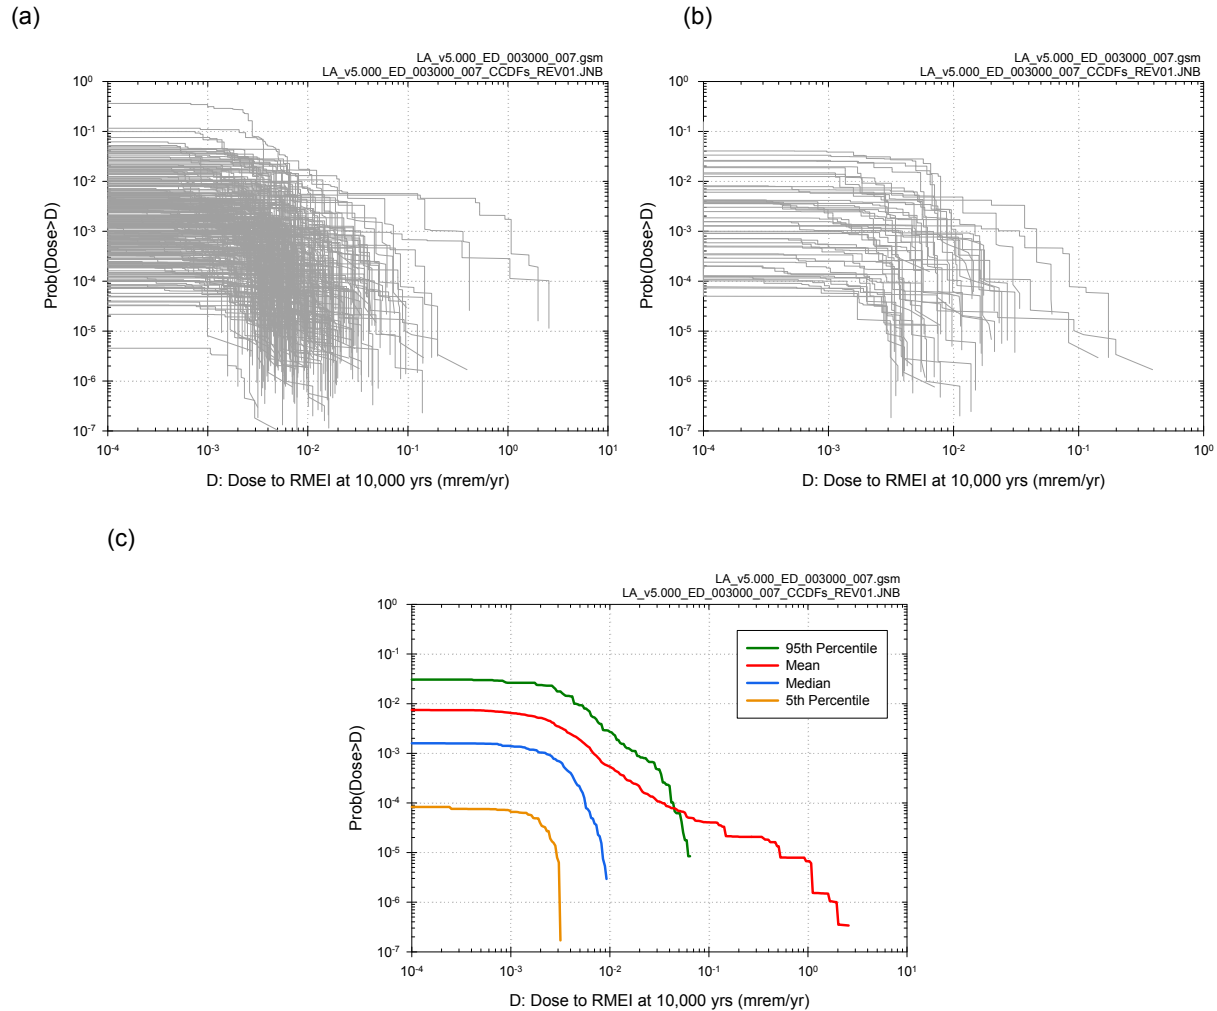 (a)
LA_v5.000_ED_003000_007.gsm
LA_v5.000_ED_003000_007_CCDFs_REV01.JNB
10⁰
10⁻¹
10⁻²
10⁻³
10⁻⁴
10⁻⁵
10⁻⁶
10⁻⁷
Prob(Dose>D)
10⁻⁴ 10⁻³ 10⁻² 10⁻¹ 10⁰ 10¹
D: Dose to RMEI at 10,000 yrs (mrem/yr)
(b)
LA_v5.000_ED_003000_007.gsm
LA_v5.000_ED_003000_007_CCDFs_REV01.JNB
10⁰
10⁻¹
10⁻²
10⁻³
10⁻⁴
10⁻⁵
10⁻⁶
10⁻⁷
Prob(Dose>D)
10⁻⁴ 10⁻³ 10⁻² 10⁻¹ 10⁰
D: Dose to RMEI at 10,000 yrs (mrem/yr)
(c)
LA_v5.000_ED_003000_007.gsm
LA_v5.000_ED_003000_007_CCDFs_REV01.JNB
10⁰
10⁻¹
10⁻²
10⁻³
10⁻⁴
10⁻⁵
10⁻⁶
10⁻⁷
Prob(Dose>D)
95th Percentile
Mean
Median
5th Percentile
10⁻⁴ 10⁻³ 10⁻² 10⁻¹ 10⁰ 10¹
D: Dose to RMEI at 10,000 yrs (mrem/yr)